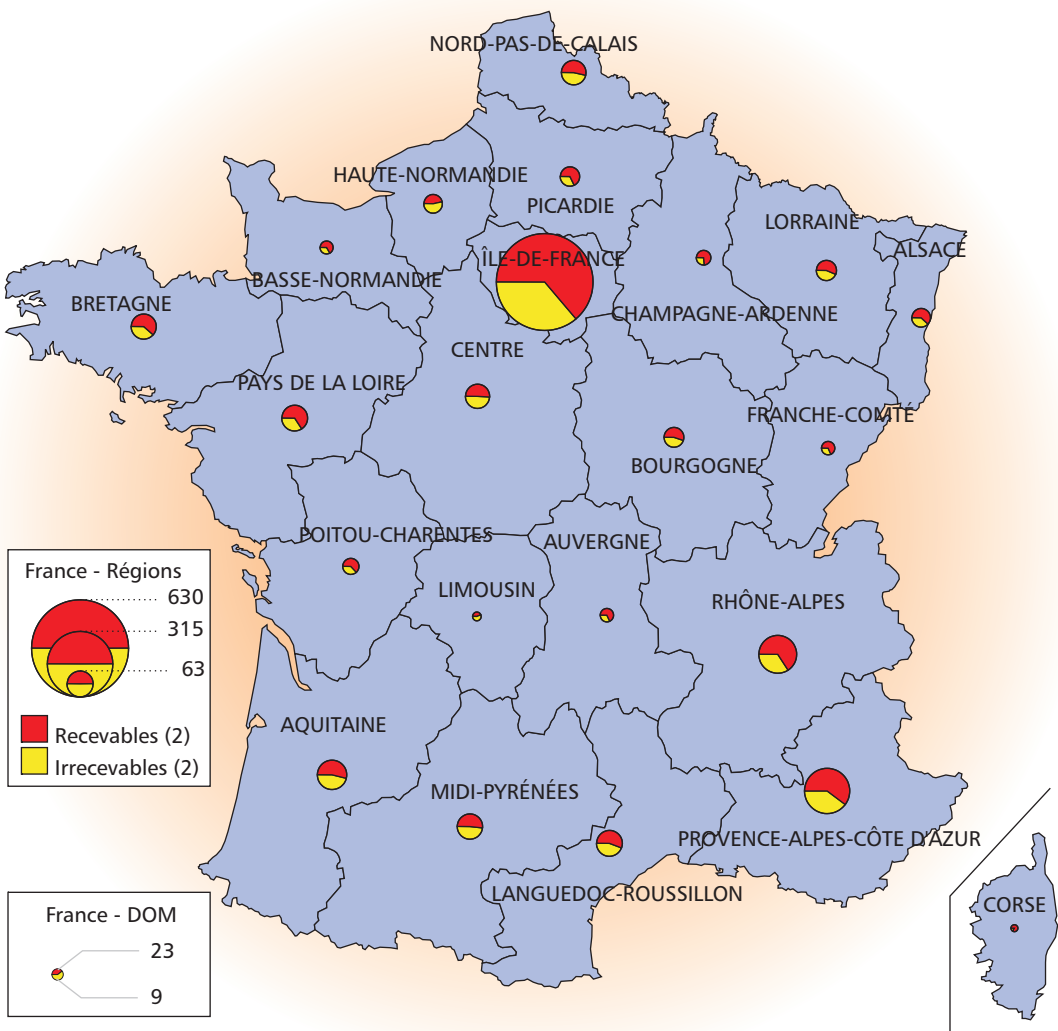 NORD-PAS-DE-CALAIS
HAUTE-NORMANDIE
PICARDIE
LORRAINE
ALSACE
ÎLE-DE-FRANCE
BASSE-NORMANDIE
BRETAGNE
CHAMPAGNE-ARDENNE
CENTRE
PAYS DE LA LOIRE
FRANCHE-COMTÉ
BOURGOGNE
POITOU-CHARENTES
AUVERGNE
LIMOUSIN
RHÔNE-ALPES
France - Régions
630
315
63
Recevables (2)
Irrecevables (2)
AQUITAINE
MIDI-PYRÉNÉES
PROVENCE-ALPES-CÔTE D'AZUR
LANGUEDOC-ROUSSILLON
CORSE
France - DOM
23
9